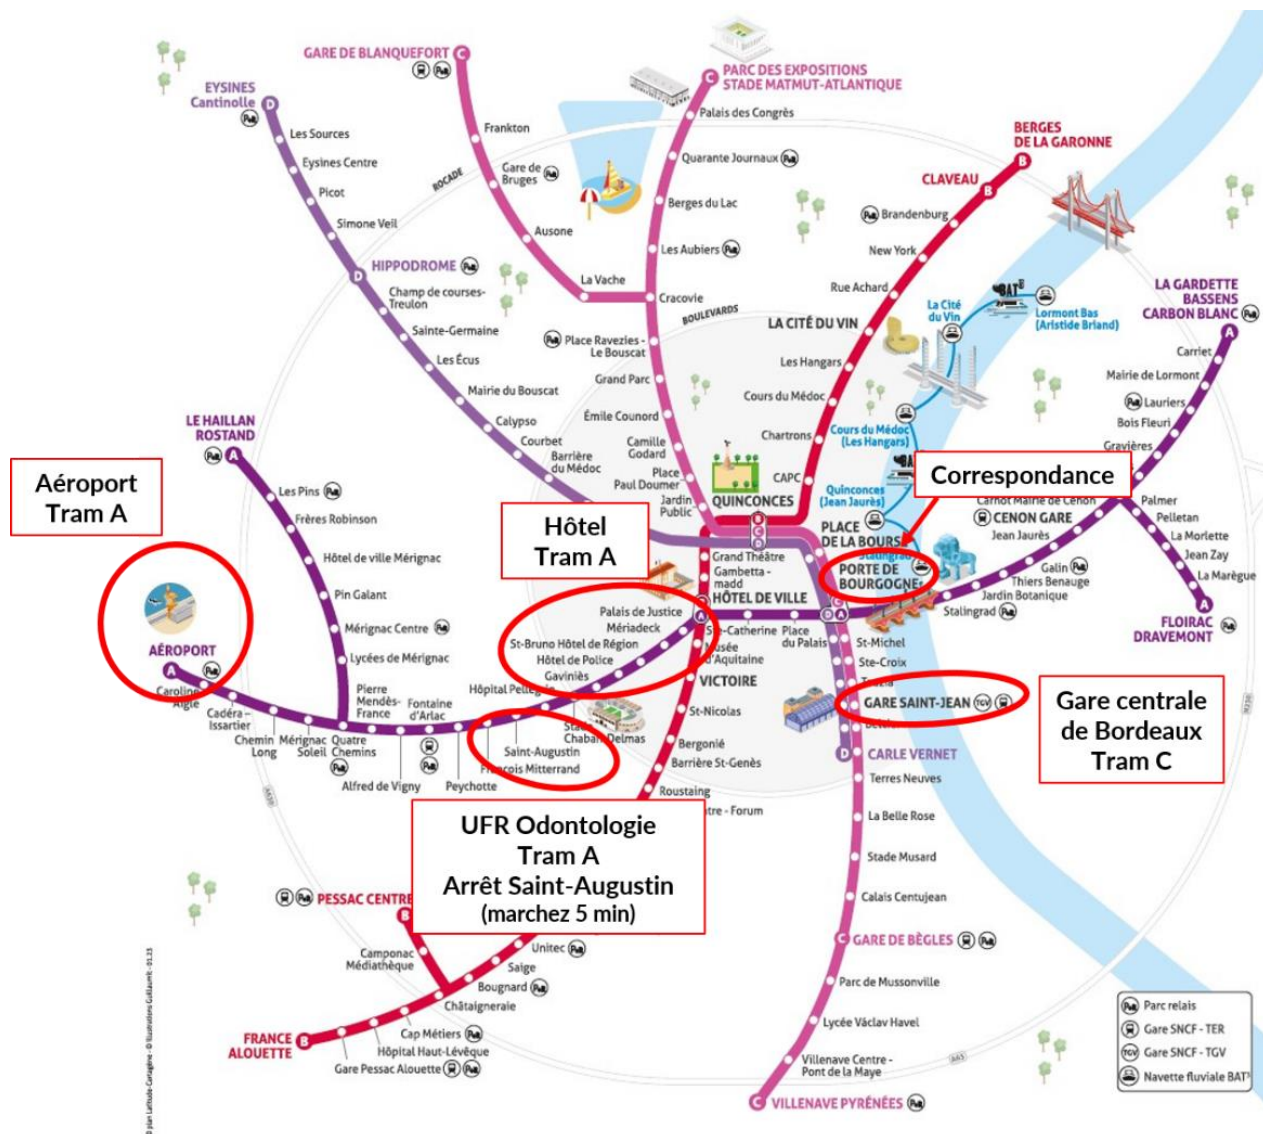 GARE DE BLANQUEFORT
C
Frankton
Gare de
Bruges
Ausone
La Vache
EYSINES
Cantinolle
D
Les Sources
Eysines Centre
Picot
Simone Veil
HIPPODROME
D
Champ de courses-
Treulon
Sainte-Germaine
Les Écus
Mairie du Bouscat
Calypso
Courbet
Barrière
du Médoc
ROCADE
BOULEVARDS
C
PARC DES EXPOSITIONS
STADE MATMUT-ATLANTIQUE
Palais des Congrès
Quarante Journaux
Berges du Lac
Les Aubiers
Cracovie
Place Ravezies -
Le Bouscat
Grand Parc
Émile Counord
Camille
Godard
Place
Paul Doumer
Jardin
Public
BERGES
DE LA GARONNE
B
CLAVEAU
B
Brandenburg
New York
Rue Achard
LA CITÉ DU VIN
Les Hangars
Cours du Médoc
Chartrons
CAPC
QUINCONCES
B
C
D
La Cité
du Vin
BAT3
Lormont Bas
(Aristide Briand)
Cours du Médoc
(Les Hangars)
Quinconces
(Jean Jaurès)
LA GARDETTE
BASSENS
CARBON BLANC
A
Carriet
Mairie de Lormont
Lauriers
Bois Fleuri
Gravières
Correspondance
Carnot Mairie de Cenon
CENON GARE
Jean Jaurès
Galin
Thiers Benauge
Jardin Botanique
Stalingrad
Palmer
Pelletan
La Morlette
Jean Zay
La Marègue
A
FLOIRAC
DRAVEMONT
PLACE
DE LA BOURS
Stalingrad
PORTE DE
BOURGOGNE
LE HAILLAN
ROSTAND
A
Les Pins
Frères Robinson
Hôtel de ville Mérignac
Pin Galant
Mérignac Centre
Lycées de Mérignac
Pierre
Mendès-
France
Aéroport
Tram A
AÉROPORT
A
Caroline
Aigle
Cadéra-
Issartier
Chemin
Long
Mérignac
Soleil
Quatre
Chemins
Alfred de Vigny
Fontaine
d'Arlac
Peychotte
François Mitterrand
Saint-Augustin
Hôpital Pellegrin
Stade
Chaban Delmas
Gaviniès
Hôtel de Police
St-Bruno Hôtel de Région
Mériadeck
Palais de Justice
Hôtel
Tram A
Grand Théâtre
Gambetta -
madd
HÔTEL DE VILLE
A
Ste-Catherine
Place
du Palais
D A
C
Musée
d'Aquitaine
VICTOIRE
St-Nicolas
Bergonié
Barrière St-Genès
Roustaing
tre - Forum
St-Michel
Ste-Croix
GARE SAINT-JEAN
TGV
Gare centrale
de Bordeaux
Tram C
D
CARLE VERNET
Terres Neuves
La Belle Rose
Stade Musard
Calais Centujean
C
GARE DE BÈGLES
Parc de Mussonville
Lycée Václav Havel
Villenave Centre -
Pont de la Maye
C
VILLENAVE PYRÉNÉES
UFR Odontologie
Tram A
Arrêt Saint-Augustin
(marchez 5 min)
PESSAC CENTRE
B
Camponac
Médiathèque
Unitec
Saige
Bougnard
Châtaigneraie
Cap Métiers
Hôpital Haut-Lévêque
Gare Pessac Alouette
FRANCE
ALOUETTE
B
A630
A63
Parc relais
Gare SNCF - TER
TGV
Gare SNCF - TGV
Navette fluviale BAT3